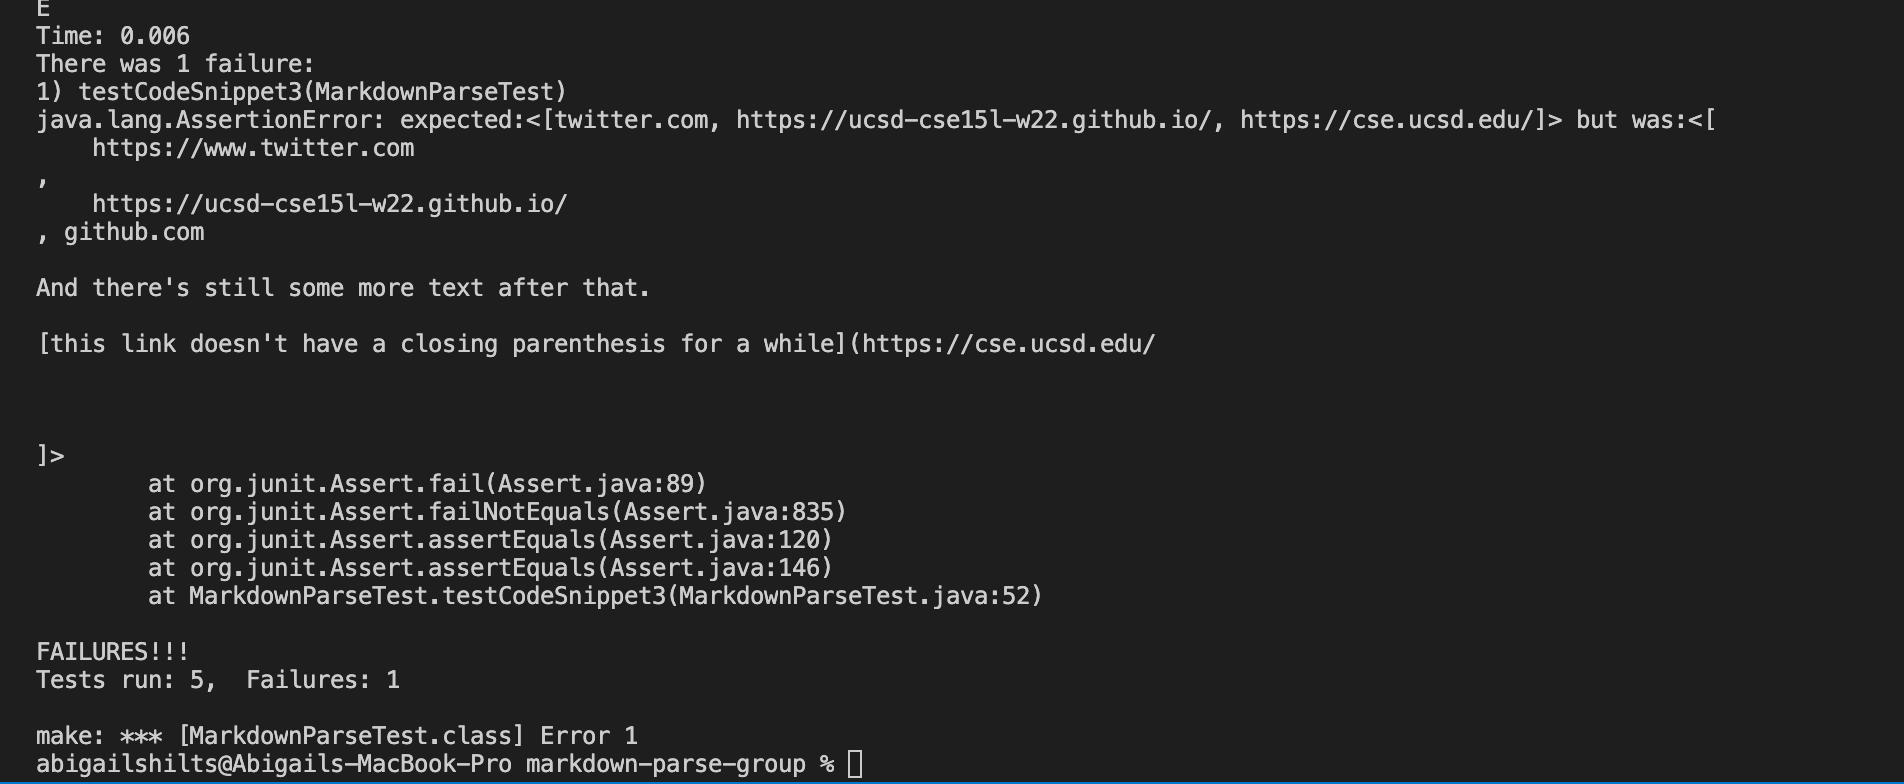 E
Time: 0.006
There was 1 failure:
1) testCodeSnippet3(MarkdownParseTest)
java.lang.AssertionError: expected:<[twitter.com, https://ucsd-cse15l-w22.github.io/, https://cse.ucsd.edu/]> but was:<[
    https://www.twitter.com
,
    https://ucsd-cse15l-w22.github.io/
, github.com

And there's still some more text after that.

[this link doesn't have a closing parenthesis for a while](https://cse.ucsd.edu/



]>
        at org.junit.Assert.fail(Assert.java:89)
        at org.junit.Assert.failNotEquals(Assert.java:835)
        at org.junit.Assert.assertEquals(Assert.java:120)
        at org.junit.Assert.assertEquals(Assert.java:146)
        at MarkdownParseTest.testCodeSnippet3(MarkdownParseTest.java:52)

FAILURES!!!
Tests run: 5,  Failures: 1

make: *** [MarkdownParseTest.class] Error 1
abigailshilts@Abigails-MacBook-Pro markdown-parse-group %